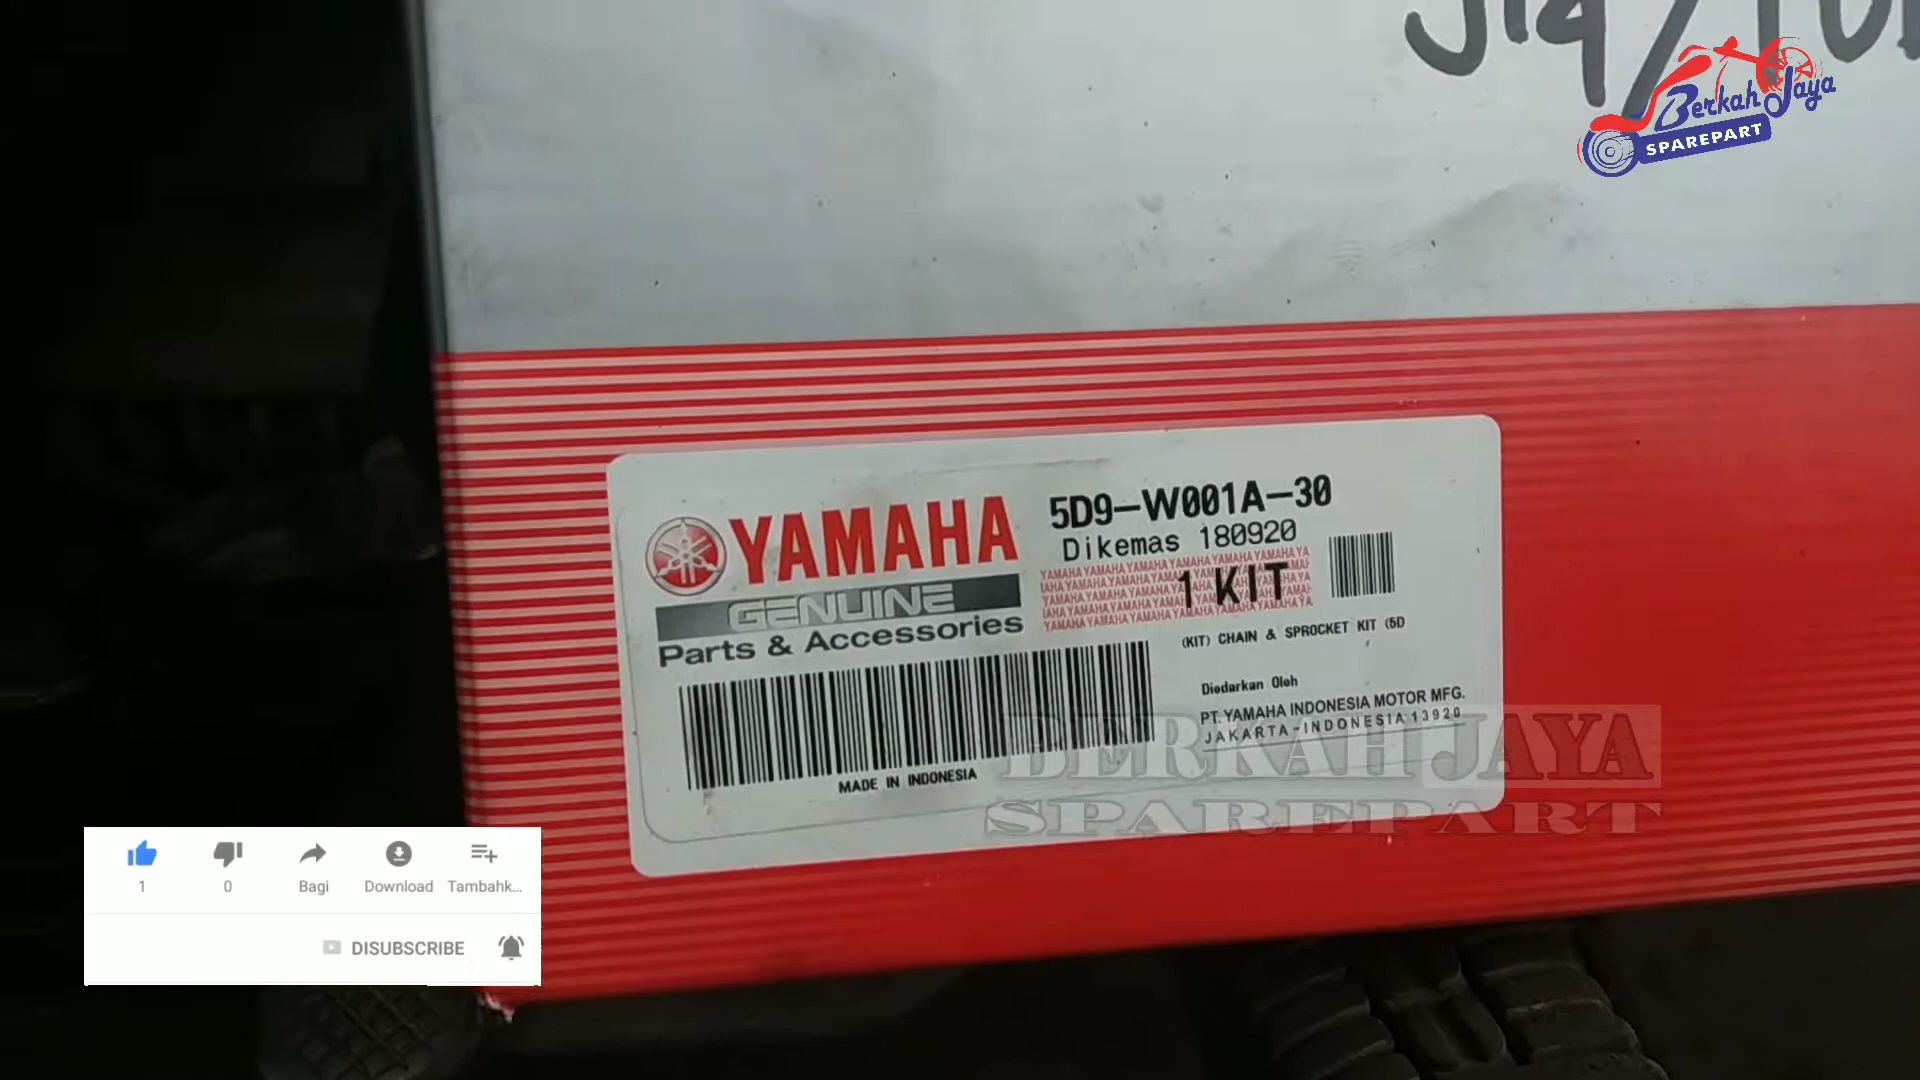 Berkah Jaya
SPAREPART
YAMAHA
GENUINE
Parts & Accessories
5D9-W001A-30
Dikemas 180920
1 KIT
(KIT) CHAIN & SPROCKET KIT (5D
Diedarkan Oleh
PT. YAMAHA INDONESIA MOTOR MFG.
JAKARTA-INDONESIA 13920
MADE IN INDONESIA
BERKAH JAYA
SPAREPART
1
0
Bagi
Download
Tambahk...
DISUBSCRIBE